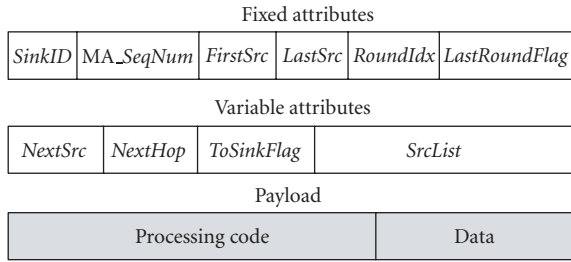 Fixed attributes
SinkID MA_SeqNum FirstSrc LastSrc RoundIdx LastRoundFlag
Variable attributes
NextSrc NextHop ToSinkFlag SrcList
Payload
Processing code Data